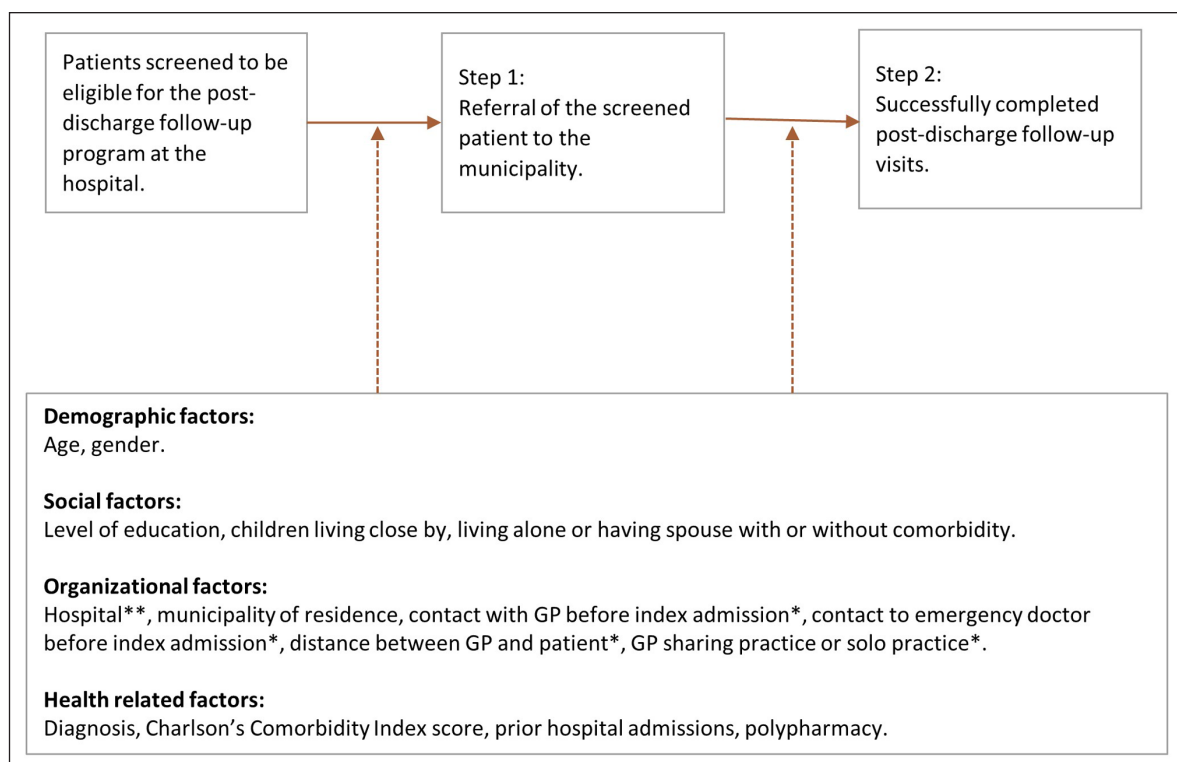 Patients screened to be
eligible for the post-
discharge follow-up
program at the
hospital.
Step 1:
Referral of the screened
patient to the
municipality.
Step 2:
Successfully completed
post-discharge follow-up
visits.
Demographic factors:
Age, gender.
Social factors:
Level of education, children living close by, living alone or having spouse with or without comorbidity.
Organizational factors:
Hospital**, municipality of residence, contact with GP before index admission*, contact to emergency doctor
before index admission*, distance between GP and patient*, GP sharing practice or solo practice*.
Health related factors:
Diagnosis, Charlson’s Comorbidity Index score, prior hospital admissions, polypharmacy.